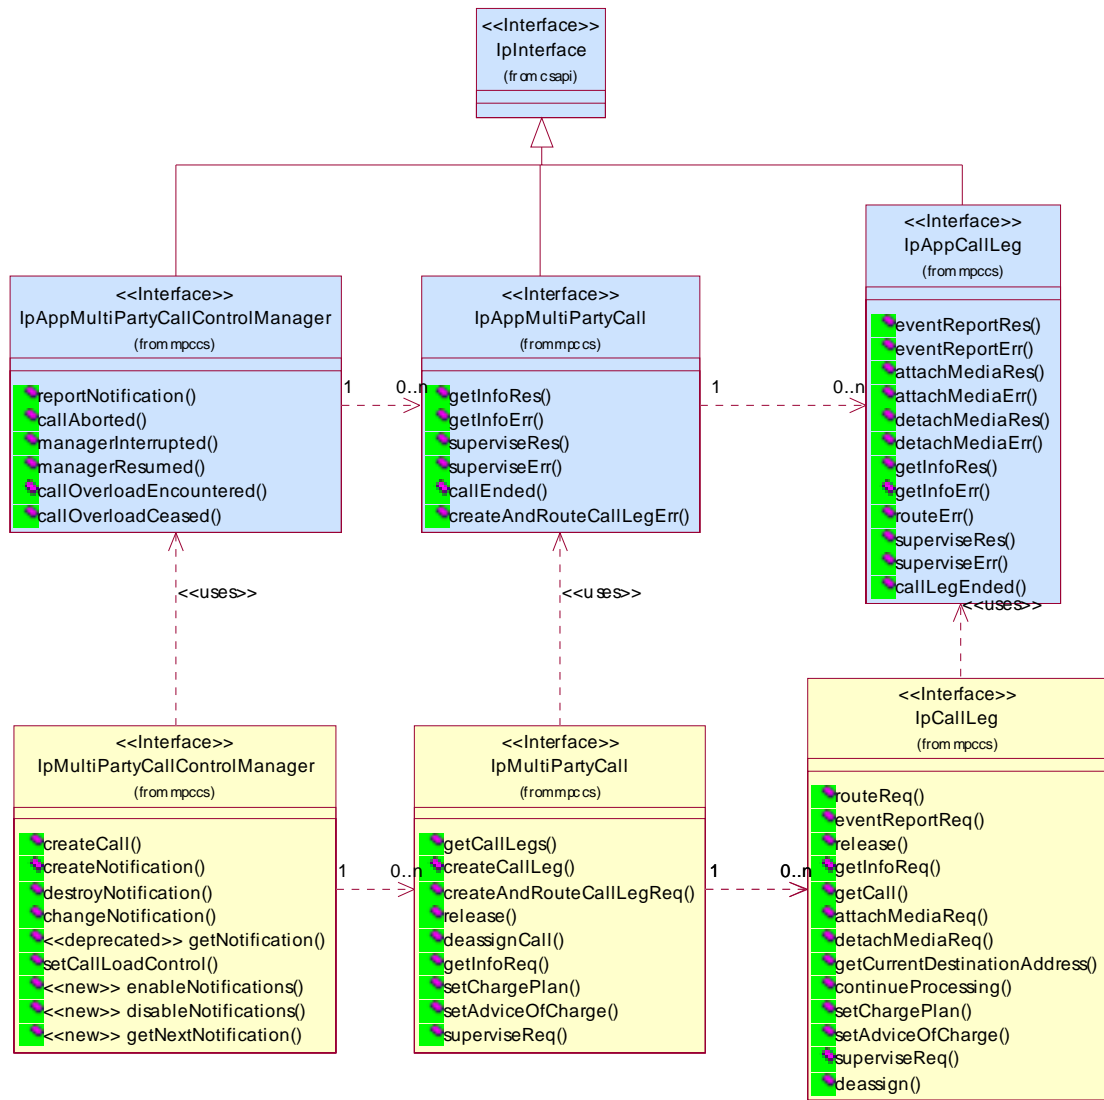 <<Interface>>
IpInterface
(from csapi)
<<Interface>>
IpAppCallLeg
(from mpccs)
eventReportRes()
eventReportErr()
attachMediaRes()
attachMediaErr()
detachMediaRes()
detachMediaErr()
getInfoRes()
getInfoErr()
routeErr()
superviseRes()
superviseErr()
callLegEnded()
<<Interface>>
IpAppMultiPartyCallControlManager
(from mpccs)
reportNotification()
callAborted()
managerInterrupted()
managerResumed()
callOverloadEncountered()
callOverloadCeased()
1
0..n
<<Interface>>
IpAppMultiPartyCall
(from mpccs)
getInfoRes()
getInfoErr()
superviseRes()
superviseErr()
callEnded()
createAndRouteCallLegErr()
1
0..n
<<uses>>
<<uses>>
<<uses>>
<<Interface>>
IpMultiPartyCallControlManager
(from mpccs)
createCall()
createNotification()
destroyNotification()
changeNotification()
<<deprecated>> getNotification()
setCallLoadControl()
<<new>> enableNotifications()
<<new>> disableNotifications()
<<new>> getNextNotification()
1
0..n
<<Interface>>
IpMultiPartyCall
(from mpccs)
getCallLegs()
createCallLeg()
createAndRouteCallLegReq()
release()
deassignCall()
getInfoReq()
setChargePlan()
setAdviceOfCharge()
superviseReq()
1
0..n
<<Interface>>
IpCallLeg
(from mpccs)
routeReq()
eventReportReq()
release()
getInfoReq()
getCall()
attachMediaReq()
detachMediaReq()
getCurrentDestinationAddress()
continueProcessing()
setChargePlan()
setAdviceOfCharge()
superviseReq()
deassign()